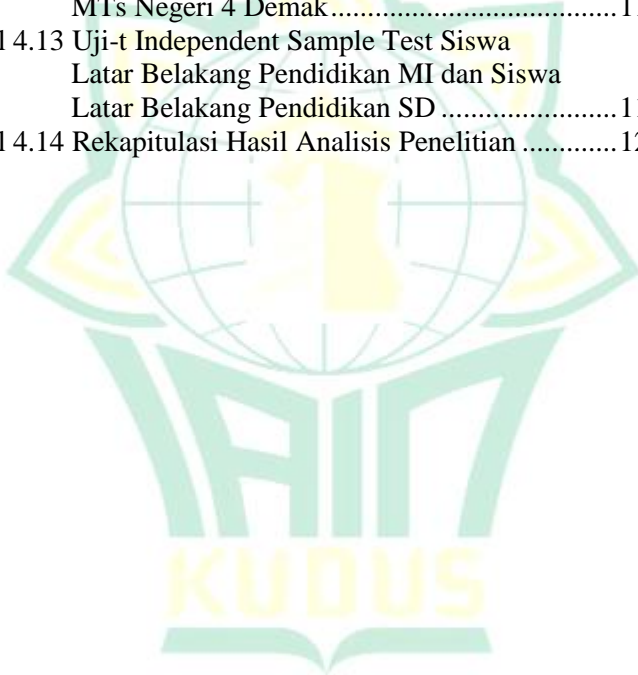 MTs Negeri 4 Demak
l 4.13 Uji-t Independent Sample Test Siswa
Latar Belakang Pendidikan MI dan Siswa
Latar Belakang Pendidikan SD
l 4.14 Rekapitulasi Hasil Analisis Penelitian
IAIN
KUDUS